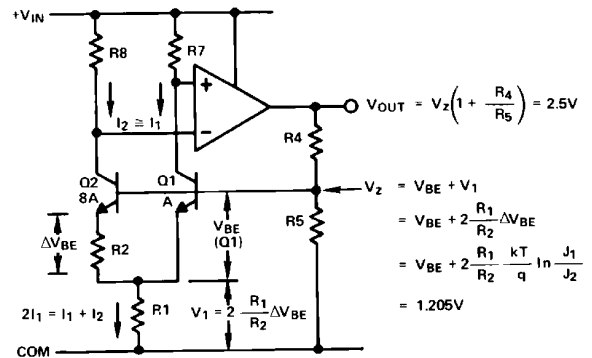 +VIN
R8
R7
I2 ≅ I1
+
−
VOUT = VZ(1 + R4/R5) = 2.5V
R4
Q2
8A
Q1
A
VZ = VBE + V1
= VBE + 2 R1/R2 ΔVBE
= VBE + 2 R1/R2 kT/q ln J1/J2
= 1.205V
ΔVBE
R2
VBE
(Q1)
R5
2I1 = I1 + I2
R1
V1 = 2 R1/R2 ΔVBE
COM